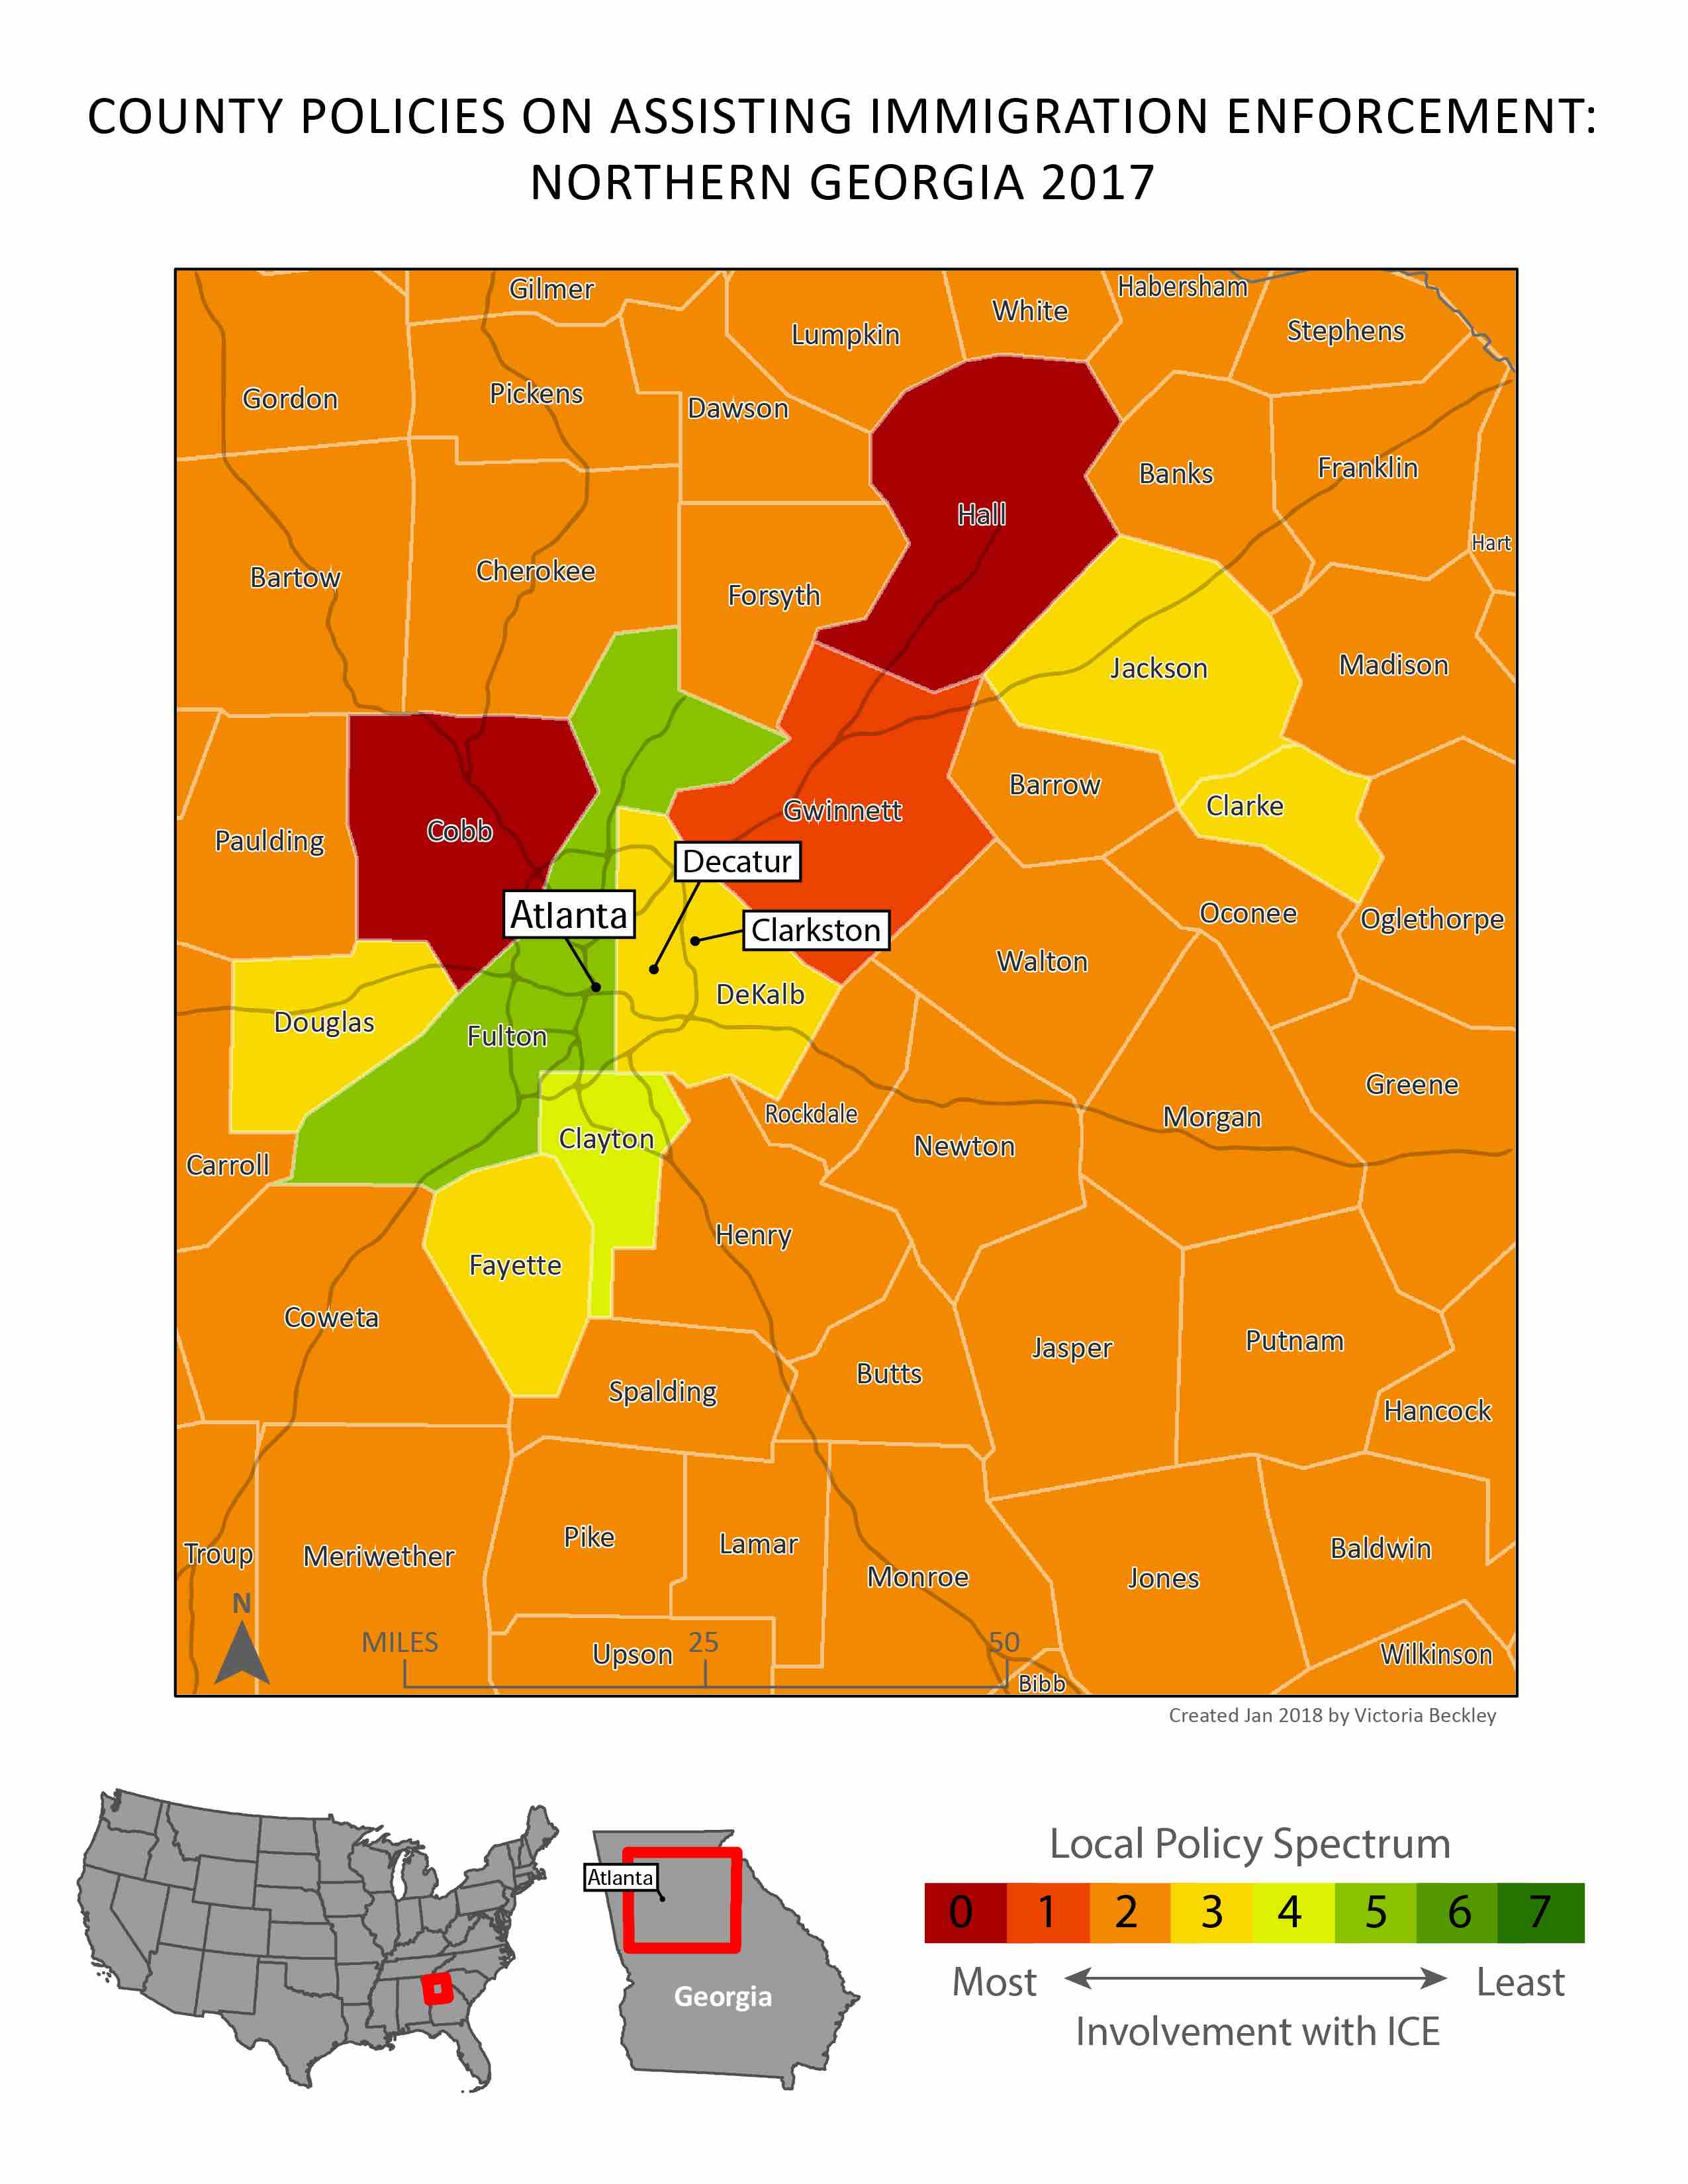 COUNTY POLICIES ON ASSISTING IMMIGRATION ENFORCEMENT:
NORTHERN GEORGIA 2017
Gilmer
Habersham
White
Lumpkin
Stephens
Gordon
Pickens
Dawson
Banks
Franklin
Hall
Hart
Bartow
Cherokee
Forsyth
Jackson
Madison
Barrow
Clarke
Gwinnett
Cobb
Paulding
Decatur
Atlanta
Clarkston
Oconee
Oglethorpe
Walton
DeKalb
Douglas
Fulton
Greene
Rockdale
Morgan
Clayton
Newton
Carroll
Henry
Fayette
Coweta
Jasper
Putnam
Butts
Spalding
Hancock
Pike
Lamar
Baldwin
Troup
Meriwether
Monroe
Jones
N
MILES 25 50
Upson
Wilkinson
Bibb
Created Jan 2018 by Victoria Beckley
Atlanta
Georgia
Local Policy Spectrum
0 1 2 3 4 5 6 7
Most Least
Involvement with ICE